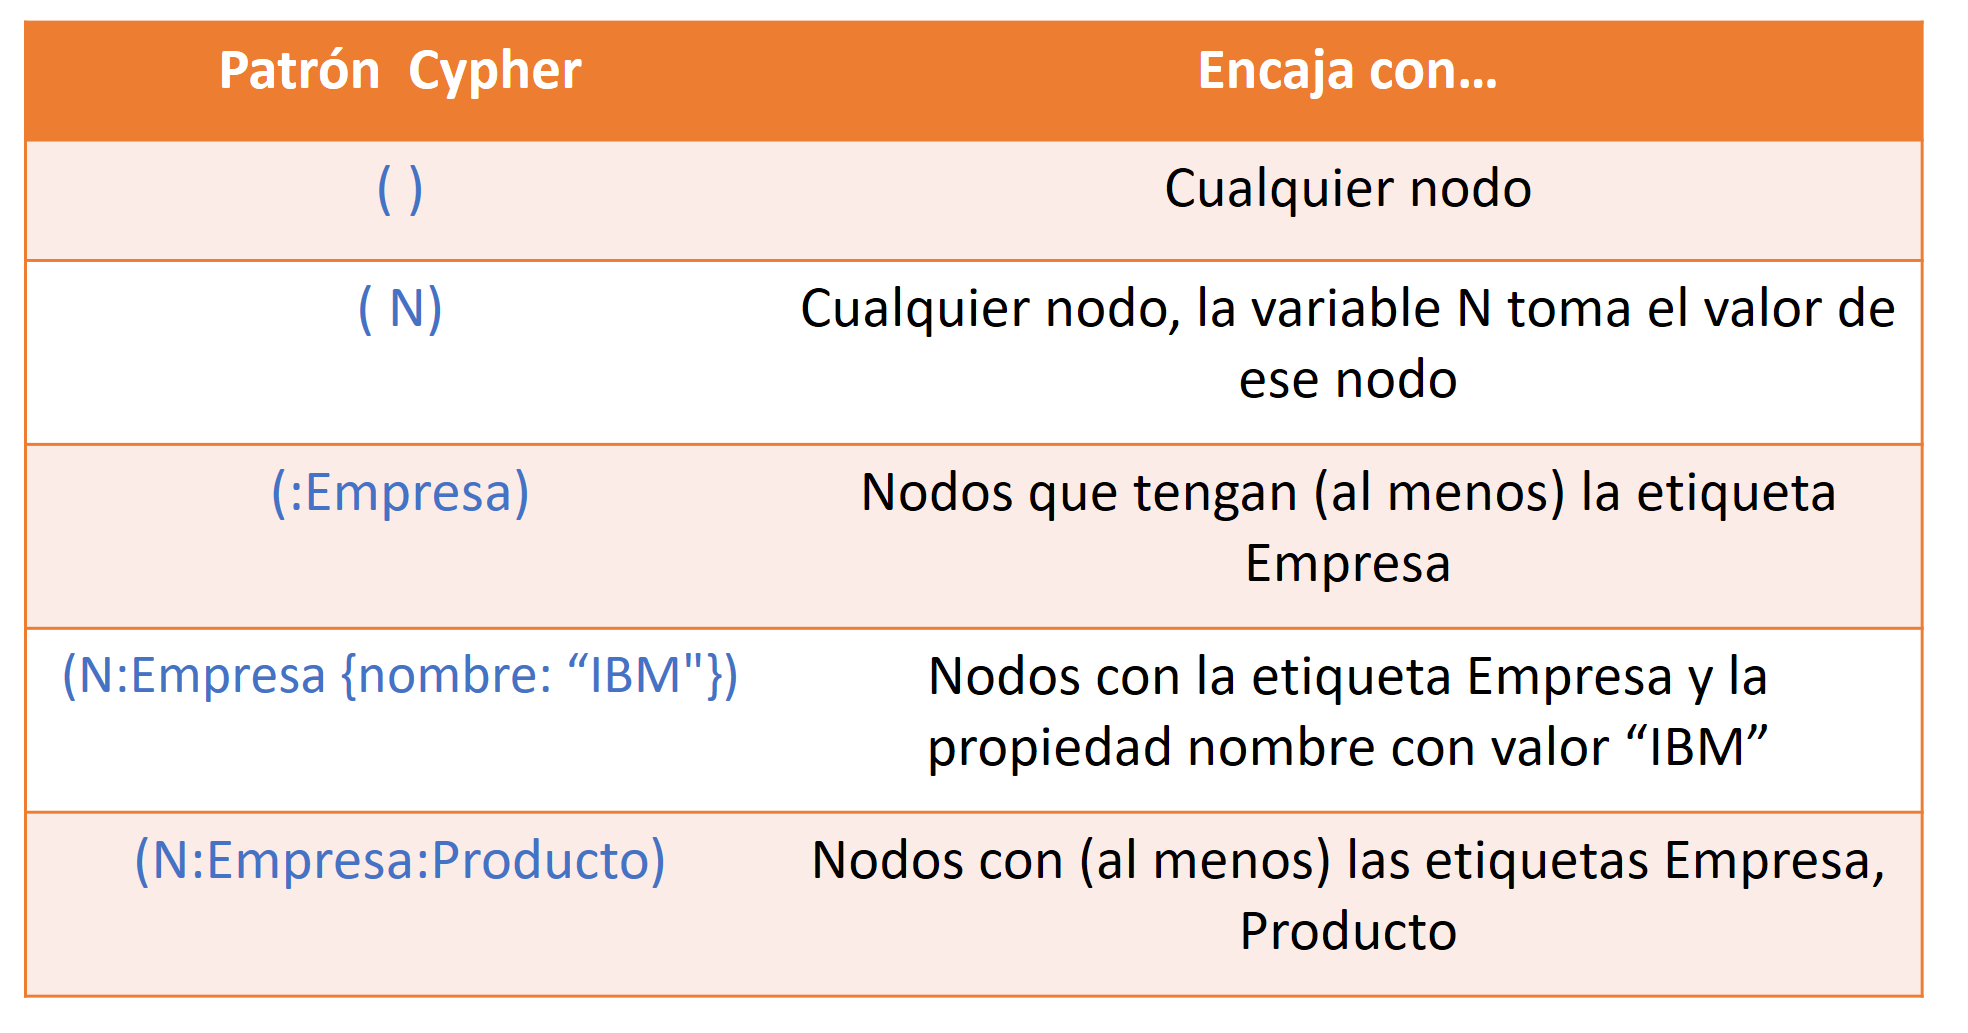 Patrón  Cypher
Encaja con…
( )
Cualquier nodo
( N)
Cualquier nodo, la variable N toma el valor de
ese nodo
(:Empresa)
Nodos que tengan (al menos) la etiqueta
Empresa
(N:Empresa {nombre: “IBM"})
Nodos con la etiqueta Empresa y la
propiedad nombre con valor “IBM”
(N:Empresa:Producto)
Nodos con (al menos) las etiquetas Empresa,
Producto